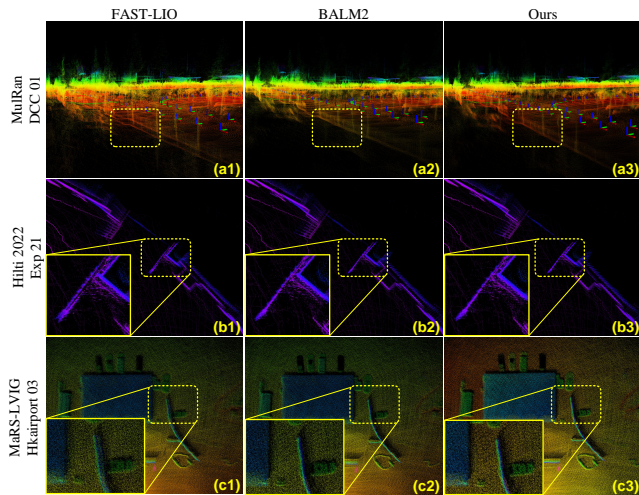 FAST-LIO BALM2 Ours
MulRan
DCC 01
(a1) (a2) (a3)
Hilti 2022
Exp 21
(b1) (b2) (b3)
MaRS-LVIG
Hkairport 03
(c1) (c2) (c3)